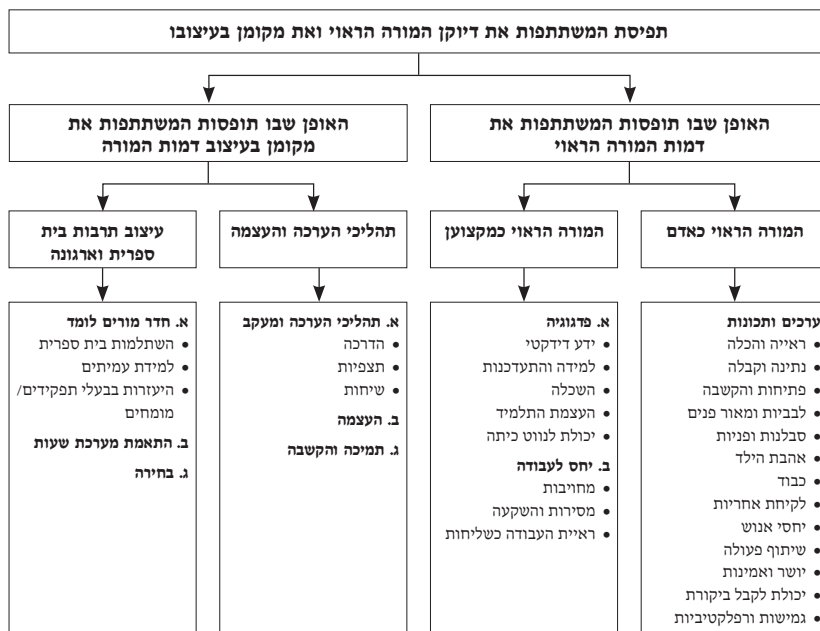 תפיסת המשתתפות את דיוקן המורה הראוי ואת מקומן בעיצובו
האופן שבו תופסות המשתתפות את
דמות המורה הראוי
האופן שבו תופסות המשתתפות את
מקומן בעיצוב דמות המורה
המורה הראוי כאדם
המורה הראוי כמקצוען
תהליכי הערכה והעצמה
עיצוב תרבות בית
ספרית וארגונה
ערכים ותכונות
• ראייה והכלה
• נתינה וקבלה
• פתיחות והקשבה
• לבביות ומאור פנים
• סבלנות ופניות
• אהבת הילד
• כבוד
• לקיחת אחריות
• יחסי אנוש
• שיתוף פעולה
• יושר ואמינות
• יכולת לקבל ביקורת
• גמישות ורפלקטיביות
א. פדגוגיה
• ידע דידקטי
• למידה והתעדכנות
• השכלה
• העצמת התלמיד
• יכולת לנווט כיתה
ב. יחס לעבודה
• מחויבות
• מסירות והשקעה
• ראיית העבודה כשליחות
א. תהליכי הערכה ומעקב
• הדרכה
• תצפיות
• שיחות
ב. העצמה
ג. תמיכה והקשבה
א. חדר מורים לומד
• השתלמות בית ספרית
• למידת עמיתים
• היעזרות בבעלי תפקידים/
מומחים
ב. התאמת מערכת שעות
ג. בחירה